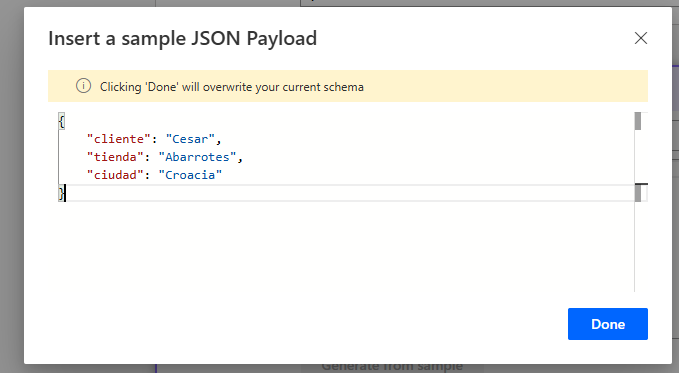 Insert a sample JSON Payload
Clicking 'Done' will overwrite your current schema
{
"cliente": "Cesar",
"tienda": "Abarrotes",
"ciudad": "Croacia"
}
Done
Generate from sample